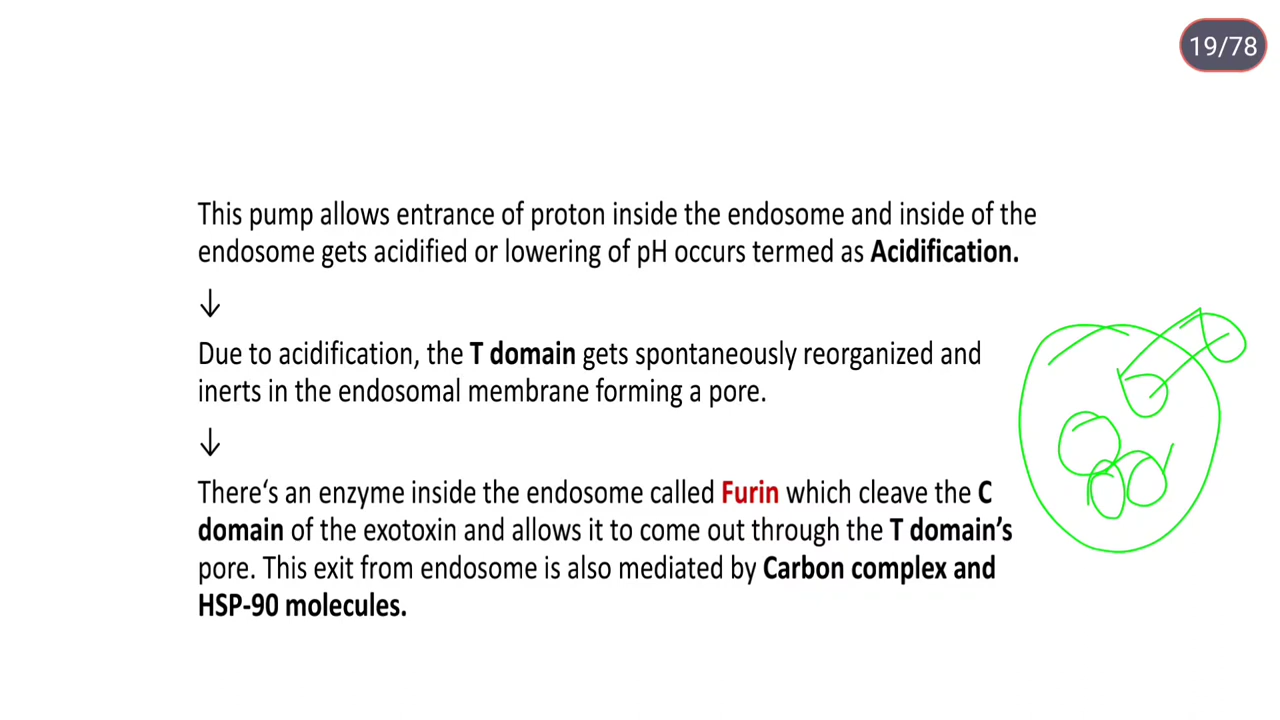 19/78
This pump allows entrance of proton inside the endosome and inside of the
endosome gets acidified or lowering of pH occurs termed as Acidification.
↓
Due to acidification, the T domain gets spontaneously reorganized and
inerts in the endosomal membrane forming a pore.
↓
There‘s an enzyme inside the endosome called Furin which cleave the C
domain of the exotoxin and allows it to come out through the T domain’s
pore. This exit from endosome is also mediated by Carbon complex and
HSP-90 molecules.